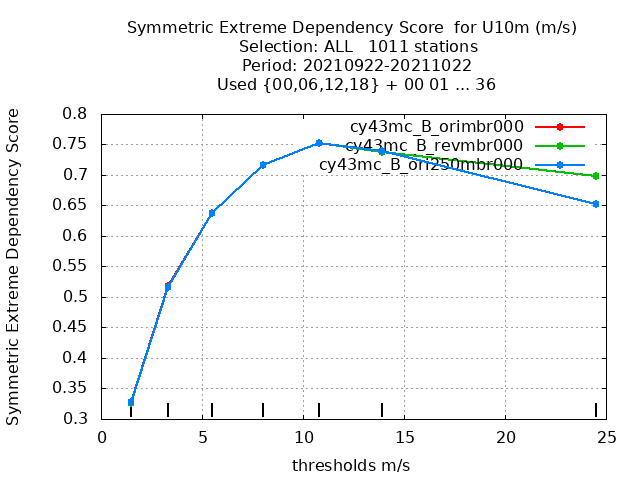 Symmetric Extreme Dependency Score  for U10m (m/s)
Selection: ALL   1011 stations
Period: 20210922-20211022
Used {00,06,12,18} + 00 01 ... 36
Symmetric Extreme Dependency Score
0.8
0.75
0.7
0.65
0.6
0.55
0.5
0.45
0.4
0.35
0.3
cy43mc_B_orimbr000
cy43mc_B_revmbr000
cy43mc_B_ori250mbr000
0 5 10 15 20 25
thresholds m/s